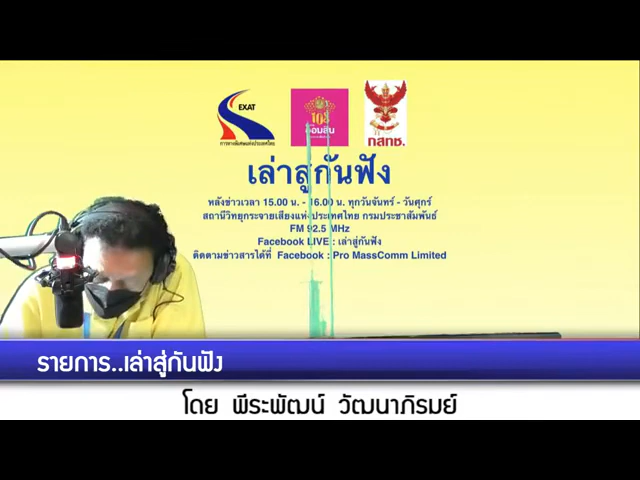 EXAT
การทางพิเศษแห่งประเทศไทย
108
ออมสิน
กสทช.
เล่าสู่กันฟัง
หลังข่าวเวลา 15.00 น. - 16.00 น. ทุกวันจันทร์ - วันศุกร์
สถานีวิทยุกระจายเสียงแห่งประเทศไทย กรมประชาสัมพันธ์
FM 92.5 MHz
Facebook LIVE : เล่าสู่กันฟัง
ติดตามข่าวสารได้ที่ Facebook : Pro MassComm Limited
รายการ..เล่าสู่กันฟัง
โดย พีระพัฒน์ วัฒนาภิรมย์